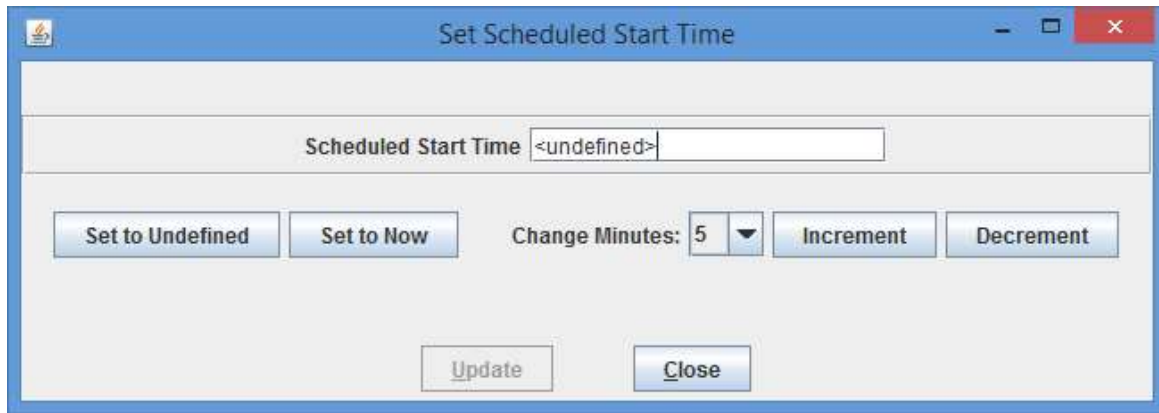 Set Scheduled Start Time
Scheduled Start Time <undefined>
Set to Undefined Set to Now Change Minutes: 5 Increment Decrement
Update Close